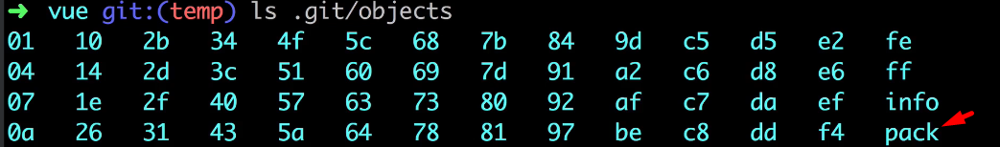 ➜ vue git:(temp) ls .git/objects
01 10 2b 34 4f 5c 68 7b 84 9d c5 d5 e2 fe
04 14 2d 3c 51 60 69 7d 91 a2 c6 d8 e6 ff
07 1e 2f 40 57 63 73 80 92 af c7 da ef info
0a 26 31 43 5a 64 78 81 97 be c8 dd f4 pack